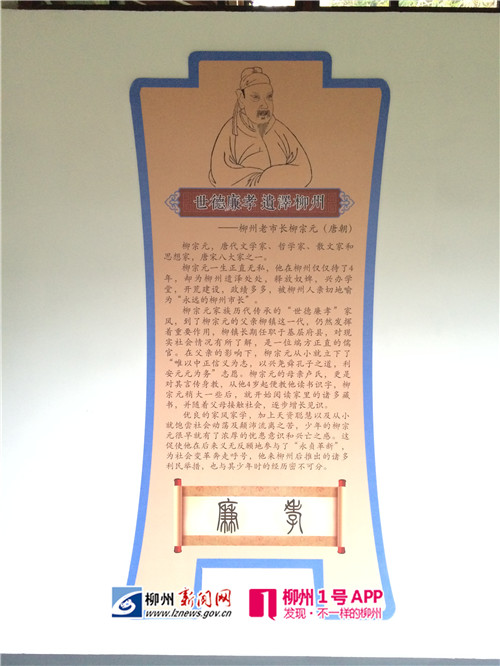 世德廉孝 遺澤柳州
——柳州老市长柳宗元（唐朝）
柳宗元，唐代文学家、哲学家、散文家和
思想家，唐宋八大家之一。
柳宗元一生正直无私，他在柳州仅仅待了4
年，却为柳州遗泽处处，释放奴婢，兴办学
堂，开荒建设，政绩多多，被柳州人亲切地喻
为“永远的柳州市长”。
柳宗元家族历代传承的“世德廉孝”家
风，到了柳宗元的父亲柳镇这一代，仍然发挥
着重要作用，柳镇长期任职于基层府县，对现
实社会情况有所了解，是一位端方正直的儒
官。在父亲的影响下，柳宗元从小就立下了
“唯以中正信义为志，以兴尧舜孔子之道，利
安元元为务”志愿。柳宗元的母亲卢氏，更是
对其言传身教，从他4岁起便教他读书识字，柳
宗元稍大一些后，就开始阅读家里的诸多藏
书，并随着父母接触社会，逐步增长见识。
优良的家风家学，加上天资聪慧以及从小
就饱尝社会动荡及颠沛流离之苦，少年的柳宗
元很早就有了浓厚的忧患意识和兴亡之感。这
促使他在后来义无反顾地参与了“永贞革新”，
为社会变革奔走呼号，他来柳州后推出的诸多
利民举措，也与其少年时的经历密不可分。
廉 孝
柳州新闻网
www.lznews.gov.cn
柳州1号APP
发现·不一样的柳州